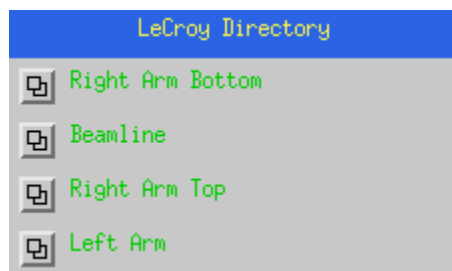 LeCroy Directory
Right Arm Bottom
Beamline
Right Arm Top
Left Arm